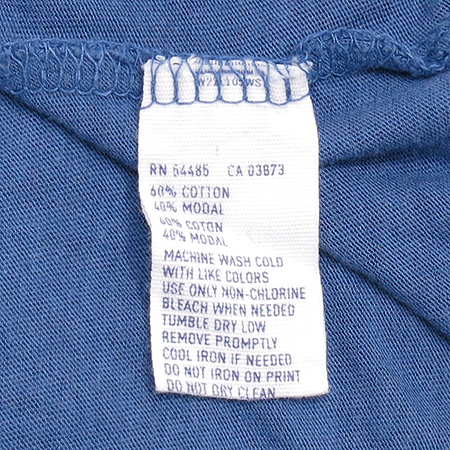 RN 54485 CA 03873
60% COTTON
40% MODAL
60% COTON
40% MODAL
MACHINE WASH COLD
WITH LIKE COLORS
USE ONLY NON-CHLORINE
BLEACH WHEN NEEDED
TUMBLE DRY LOW
REMOVE PROMPTLY
COOL IRON IF NEEDED
DO NOT IRON ON PRINT
DO NOT DRY CLEAN